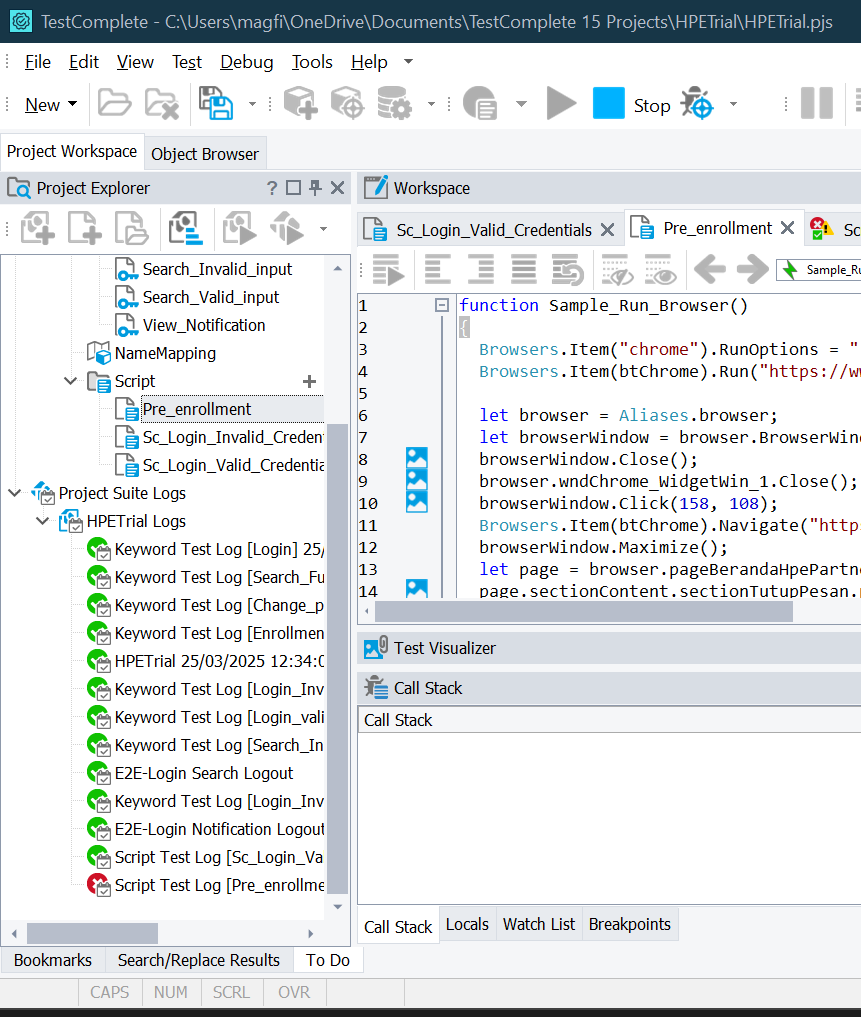 TestComplete - C:\Users\magfi\OneDrive\Documents\TestComplete 15 Projects\HPETrial\HPETrial.pjs
File Edit View Test Debug Tools Help
New Stop
Project Workspace Object Browser
Project Explorer ?
Search_Invalid_input
Search_Valid_input
View_Notification
NameMapping
Script
Pre_enrollment
Sc_Login_Invalid_Creden
Sc_Login_Valid_Credentia
Project Suite Logs
HPETrial Logs
Keyword Test Log [Login] 25/
Keyword Test Log [Search_Fu
Keyword Test Log [Change_p
Keyword Test Log [Enrollmen
HPETrial 25/03/2025 12:34:0
Keyword Test Log [Login_Inv
Keyword Test Log [Login_vali
Keyword Test Log [Search_In
E2E-Login Search Logout
Keyword Test Log [Login_Inv
E2E-Login Notification Logout
Script Test Log [Sc_Login_Va
Script Test Log [Pre_enrollme
Workspace
Sc_Login_Valid_Credentials Pre_enrollment Sc
Sample_Ru
1 function Sample_Run_Browser()
2 {
3 Browsers.Item("chrome").RunOptions = "
4 Browsers.Item(btChrome).Run("https://w
5
6 let browser = Aliases.browser;
7 let browserWindow = browser.BrowserWin
8 browserWindow.Close();
9 browser.wndChrome_WidgetWin_1.Close();
10 browserWindow.Click(158, 108);
11 Browsers.Item(btChrome).Navigate("http
12 browserWindow.Maximize();
13 let page = browser.pageBerandaHpePartn
14 page.sectionContent.sectionTutupPesan.
Test Visualizer
Call Stack
Call Stack
Call Stack Locals Watch List Breakpoints
Bookmarks Search/Replace Results To Do
CAPS NUM SCRL OVR